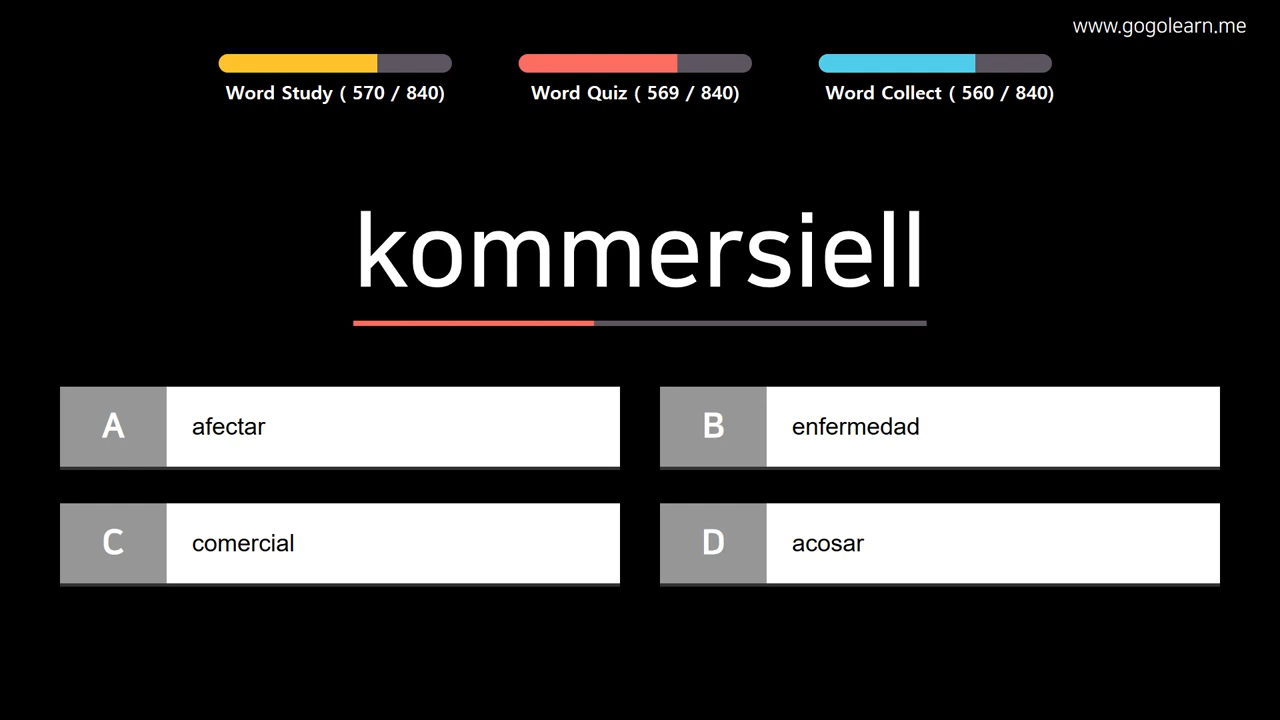 www.gogolearn.me
Word Study ( 570 / 840)
Word Quiz ( 569 / 840)
Word Collect ( 560 / 840)
kommersiell
A afectar
B enfermedad
C comercial
D acosar